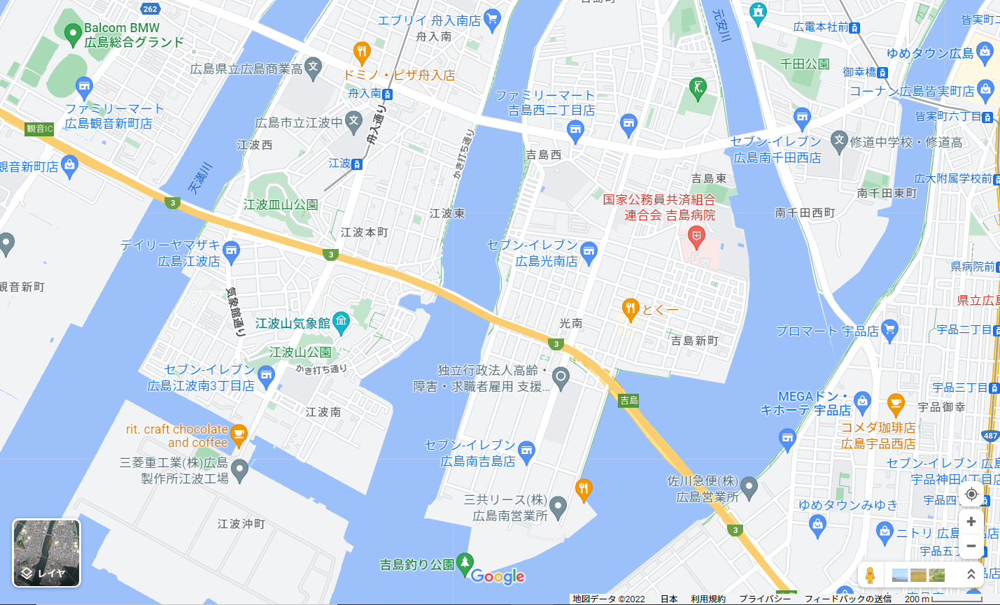 262
Balcom BMW
広島総合グランド
エブリイ 舟入南店
舟入南
元安川
広電本社前
ゆめタウン広島
千田公園
御幸橋
コーナン広島皆実町店
皆実町六丁目
広島県立広島商業高
ドミノ・ピザ舟入店
舟入南
舟入通り
ファミリーマート
吉島西二丁目店
ファミリーマート
広島観音新町店
観音IC
広島市立江波中
江波西
かき打ち通り
吉島西
セブン-イレブン
広島南千田西店
修道中学校・修道高
観音新町店
天満川
江波
吉島東
広大附属学校前
南千田東町
南千田西町
国家公務員共済組合
連合会 吉島病院
3
江波皿山公園
江波東
江波本町
デイリーヤマザキ
広島江波店
3
セブン-イレブン
広島光南店
県病院前
観音新町
気象館通り
とくー
県立広島
江波山気象館
光南
吉島新町
プロマート 宇品店
宇品二丁目
3
江波山公園
かき打ち通り
セブン-イレブン
広島江波南3丁目店
独立行政法人高齢・
障害・求職者雇用 支援...
吉島
宇品三丁目
MEGAドン・
キホーテ 宇品店
宇品御幸
江波南
コメダ珈琲店
広島宇品西店
487
rit. craft chocolate
and coffee
セブン-イレブン
広島南吉島店
三菱重工業(株)広島
製作所江波工場
セブン-イレブン 広島
宇品神田4丁目店
佐川急便(株)
広島営業所
三共リース(株)
広島南営業所
宇品四
ゆめタウンみゆき
江波沖町
3
ニトリ 広島
宇品五
吉島釣り公園
レイヤ
Google
地図データ ©2022
日本
利用規約
プライバシー
フィードバックの送信
200 m